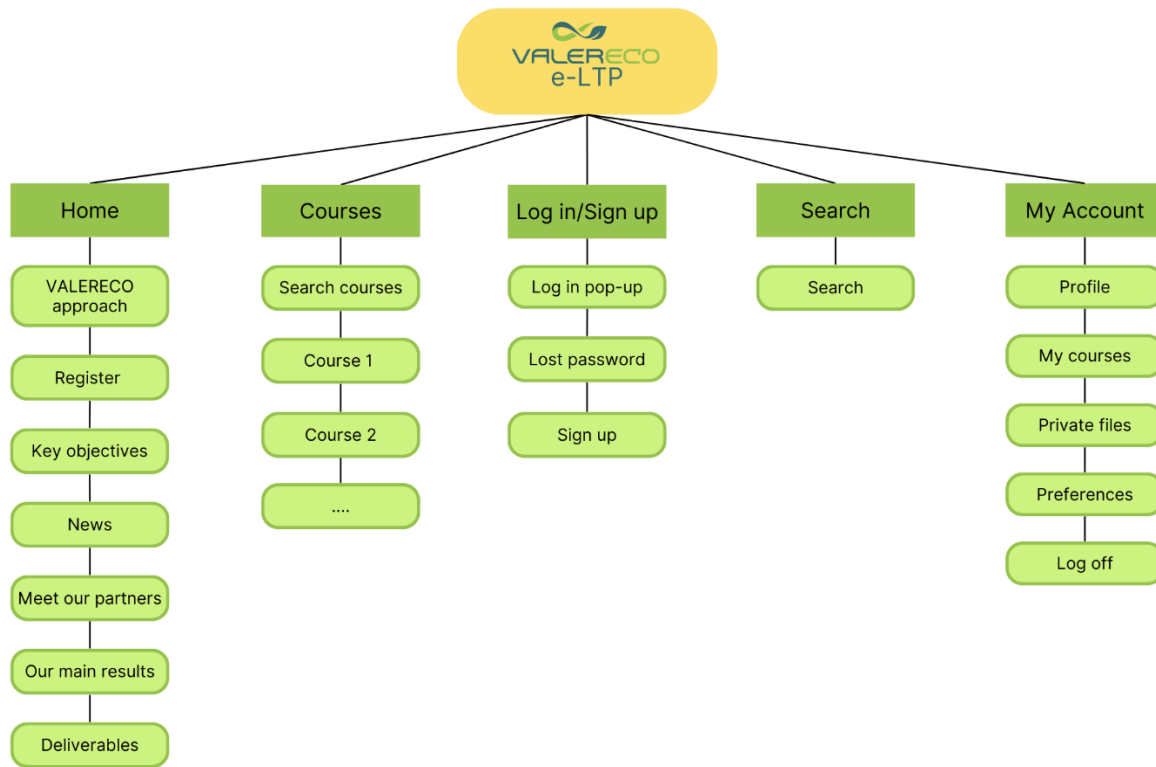 VALERECO
e-LTP
Home
Courses
Log in/Sign up
Search
My Account
VALERECO
approach
Register
Key objectives
News
Meet our partners
Our main results
Deliverables
Search courses
Course 1
Course 2
....
Log in pop-up
Lost password
Sign up
Search
Profile
My courses
Private files
Preferences
Log off